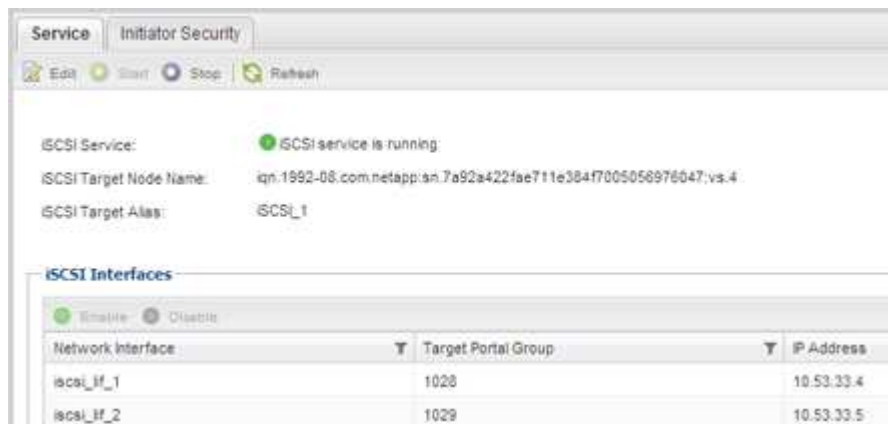 Service Initiator Security
Edit Start Stop Refresh
iSCSI Service: iSCSI service is running
iSCSI Target Node Name: iqn.1992-08.com.netapp:sn.7a92a422fae711e384f7005056976047:vs.4
iSCSI Target Alias: iSCSI_1
iSCSI Interfaces
Enable Disable
Network Interface Target Portal Group IP Address
iscsi_lif_1 1028 10.53.33.4
iscsi_lif_2 1029 10.53.33.5